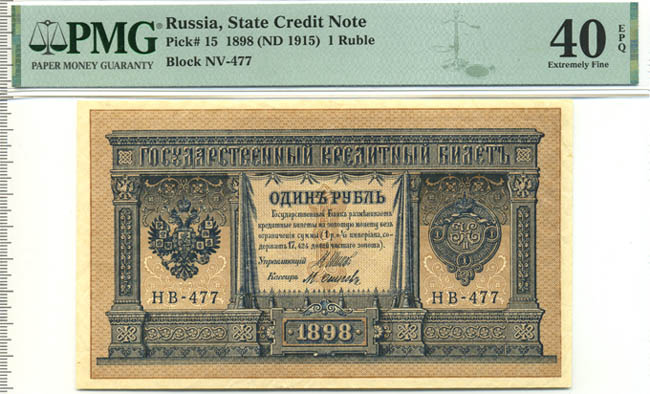 PMG
PAPER MONEY GUARANTY
Russia, State Credit Note
Pick# 15 1898 (ND 1915) 1 Ruble
Block NV-477
40
EPQ
Extremely Fine
ГОСУДАРСТВЕННЫЙ КРЕДИТНЫЙ БИЛЕТЪ
ОДИНЪ РУБЛЬ
Государственный Банкъ размѣниваетъ
кредитные билеты на золотую монету безъ
ограниченія суммы (1 р.= 1/15 имперіала, со-
держитъ 17,424 долей чистаго золота).
Управляющій
Кассиръ
НВ-477
НВ-477
1
1
1898